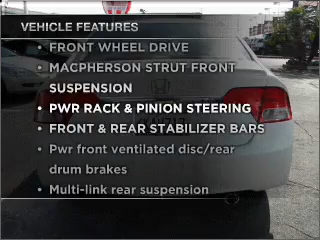 VEHICLE FEATURES
• FRONT WHEEL DRIVE
• MACPHERSON STRUT FRONT
SUSPENSION
• PWR RACK & PINION STEERING
• FRONT & REAR STABILIZER BARS
• Pwr front ventilated disc/rear
drum brakes
• Multi-link rear suspension